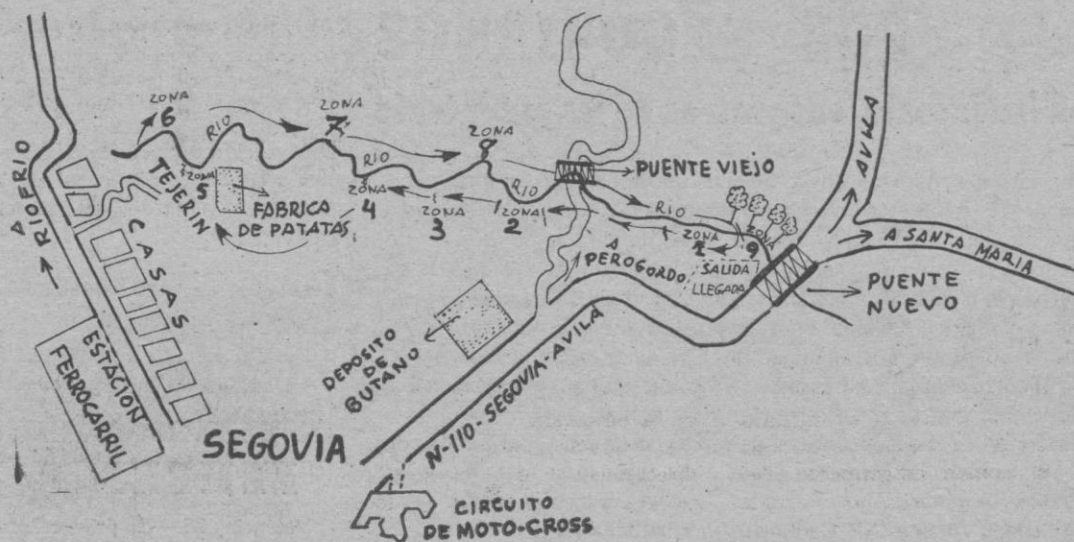 ZONA
6
RIO
ZONA
7
RIO
ZONA
8
RIO
PUENTE VIEJO
RIO
A RIOFRIO
TEJERIN
ZONA
5
FABRICA
DE PATATAS
ZONA
4
ZONA
3
ZONA
2
ZONA
1
ZONA
9
SALIDA
LLEGADA
A
PEROGORDO
AVILA
A SANTA MARIA
PUENTE
NUEVO
CASAS
ESTACION
FERROCARRIL
DEPOSITO
DE
BUTANO
SEGOVIA
N-110-SEGOVIA-AVILA
CIRCUITO
DE MOTO-CROSS